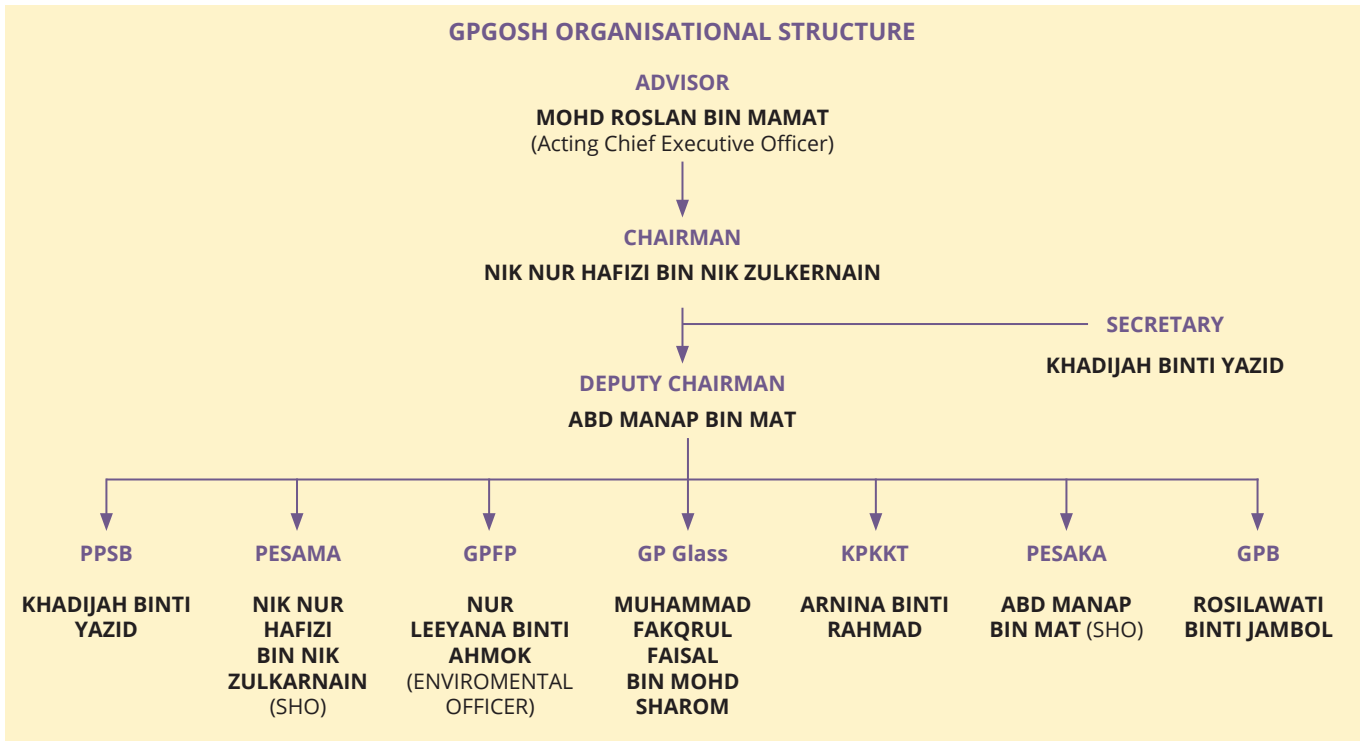 GPGOSH ORGANISATIONAL STRUCTURE
ADVISOR
MOHD ROSLAN BIN MAMAT
(Acting Chief Executive Officer)
CHAIRMAN
NIK NUR HAFIZI BIN NIK ZULKERNAIN
SECRETARY
KHADIJAH BINTI YAZID
DEPUTY CHAIRMAN
ABD MANAP BIN MAT
PPSB
KHADIJAH BINTI
YAZID
PESAMA
NIK NUR
HAFIZI
BIN NIK
ZULKARNAIN
(SHO)
GPFP
NUR
LEEYANA BINTI
AHMOK
(ENVIROMENTAL
OFFICER)
GP Glass
MUHAMMAD
FAKQRUL
FAISAL
BIN MOHD
SHAROM
KPKKT
ARNINA BINTI
RAHMAD
PESAKA
ABD MANAP
BIN MAT (SHO)
GPB
ROSILAWATI
BINTI JAMBOL